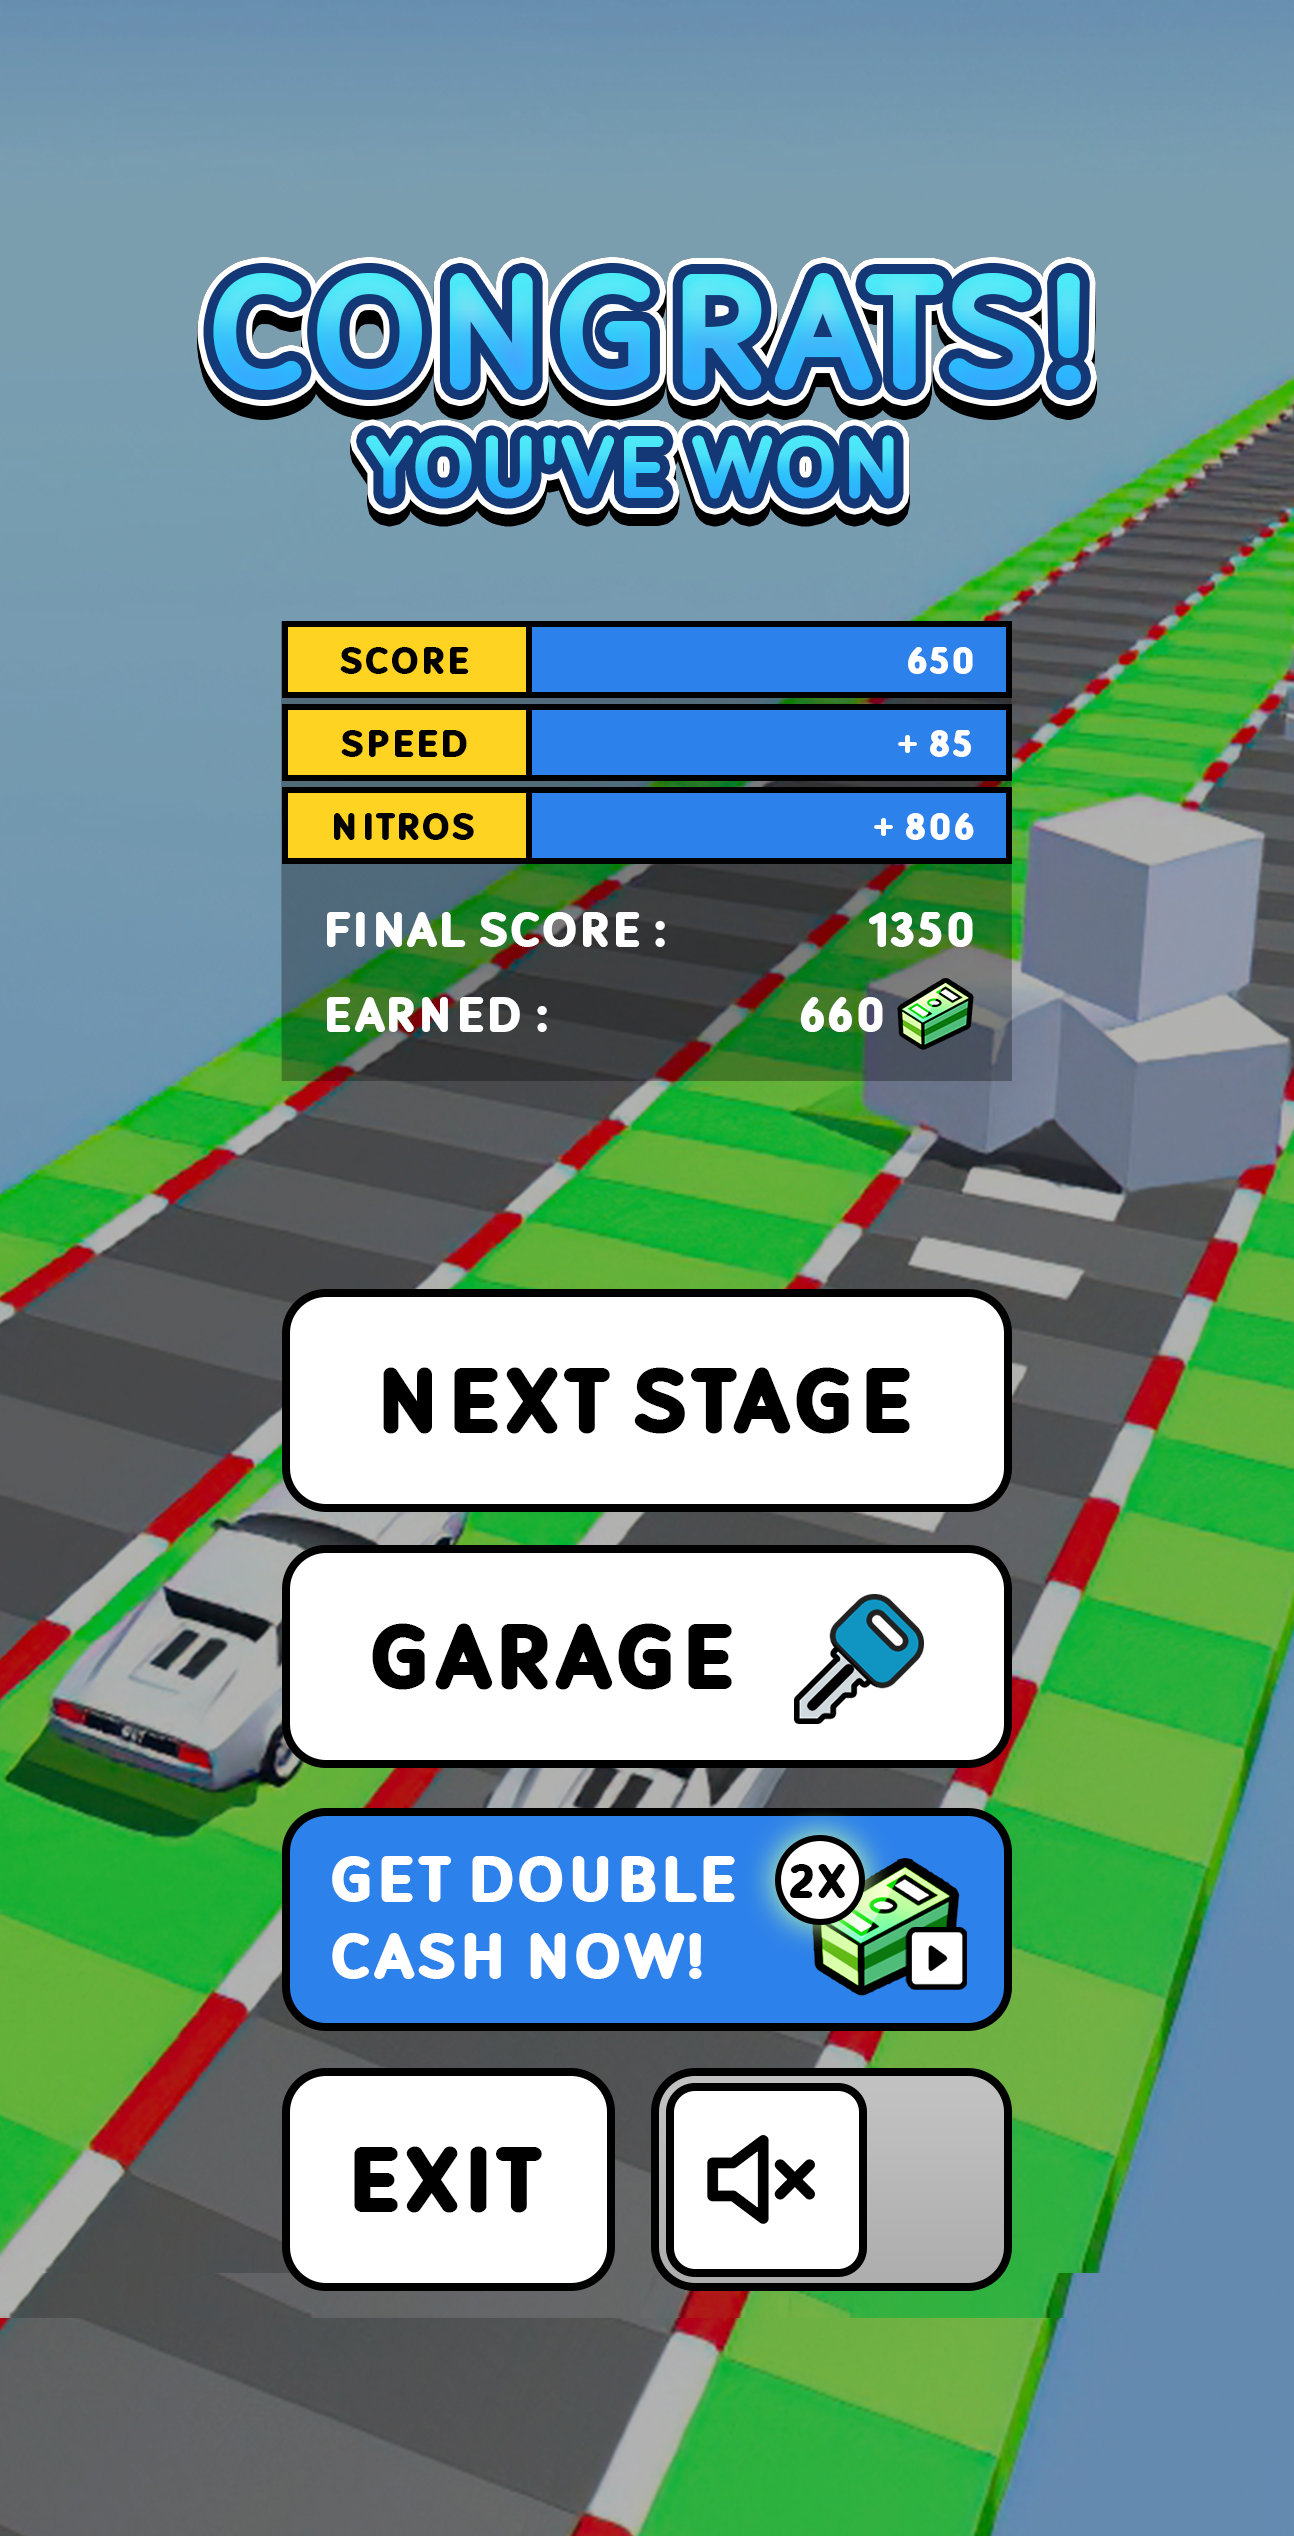 CONGRATS!
YOU'VE WON
SCORE 650
SPEED + 85
NITROS + 806
FINAL SCORE : 1350
EARNED : 660
NEXT STAGE
GARAGE
GET DOUBLE
CASH NOW!
2X
EXIT